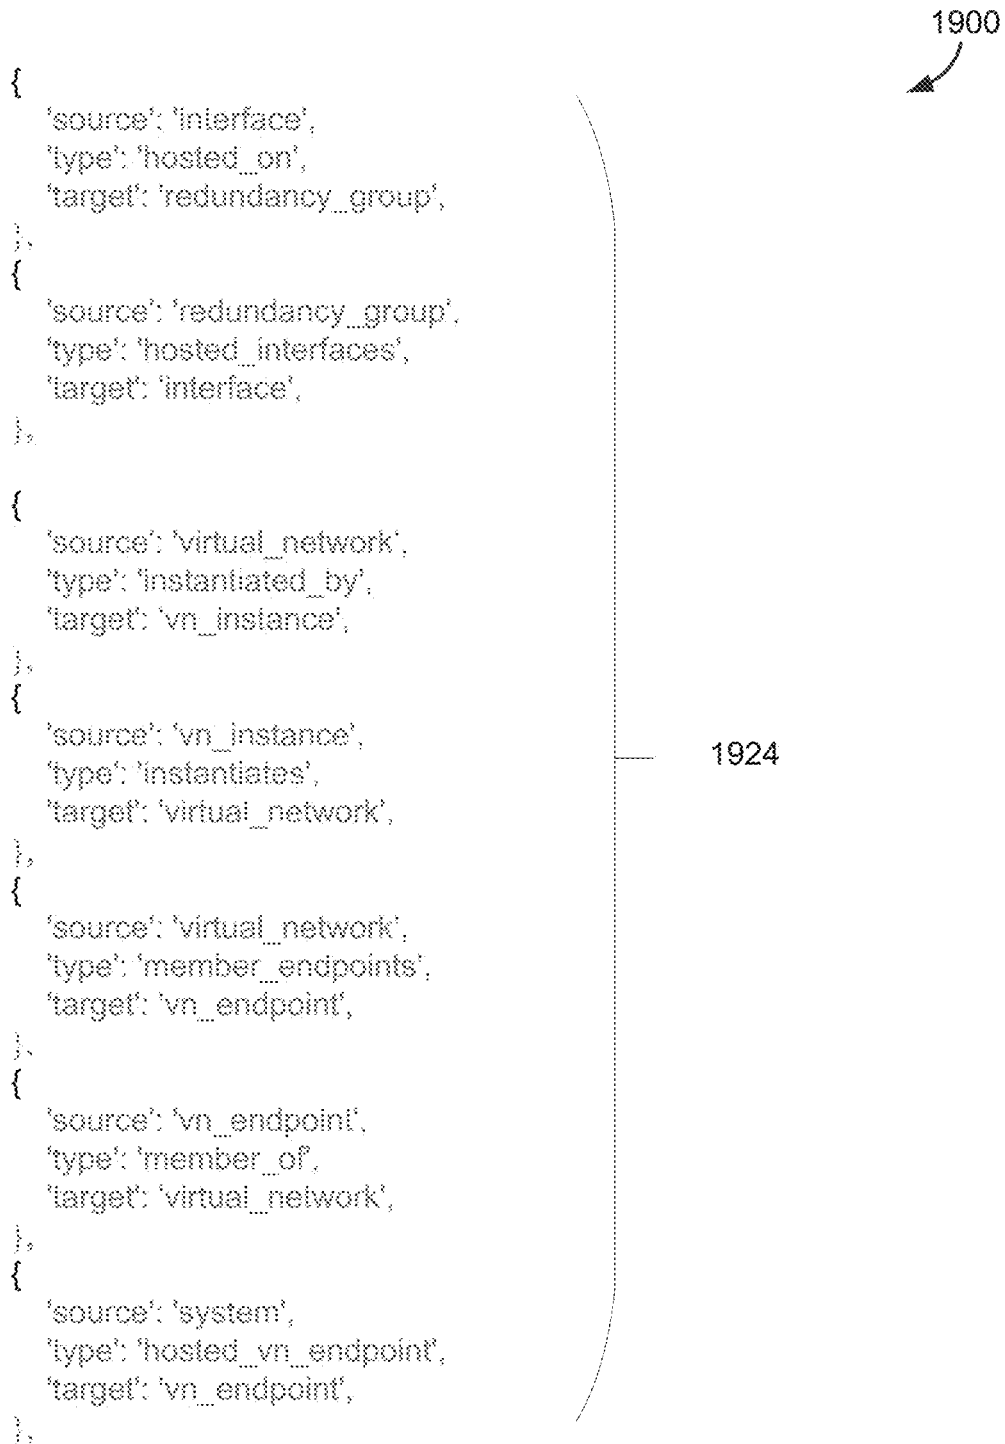 1900
{
'source': 'interface',
'type': 'hosted_on',
'target': 'redundancy_group',
},
{
'source': 'redundancy_group',
'type': 'hosted_interfaces',
'target': 'interface',
},
{
'source': 'virtual_network',
'type': 'instantiated_by',
'target': 'vn_instance',
},
{
'source': 'vn_instance',
'type': 'instantiates',
'target': 'virtual_network',
},
{
'source': 'virtual_network',
'type': 'member_endpoints',
'target': 'vn_endpoint',
},
{
'source': 'vn_endpoint',
'type': 'member_of',
'target': 'virtual_network',
},
{
'source': 'system',
'type': 'hosted_vn_endpoint',
'target': 'vn_endpoint',
},
1924